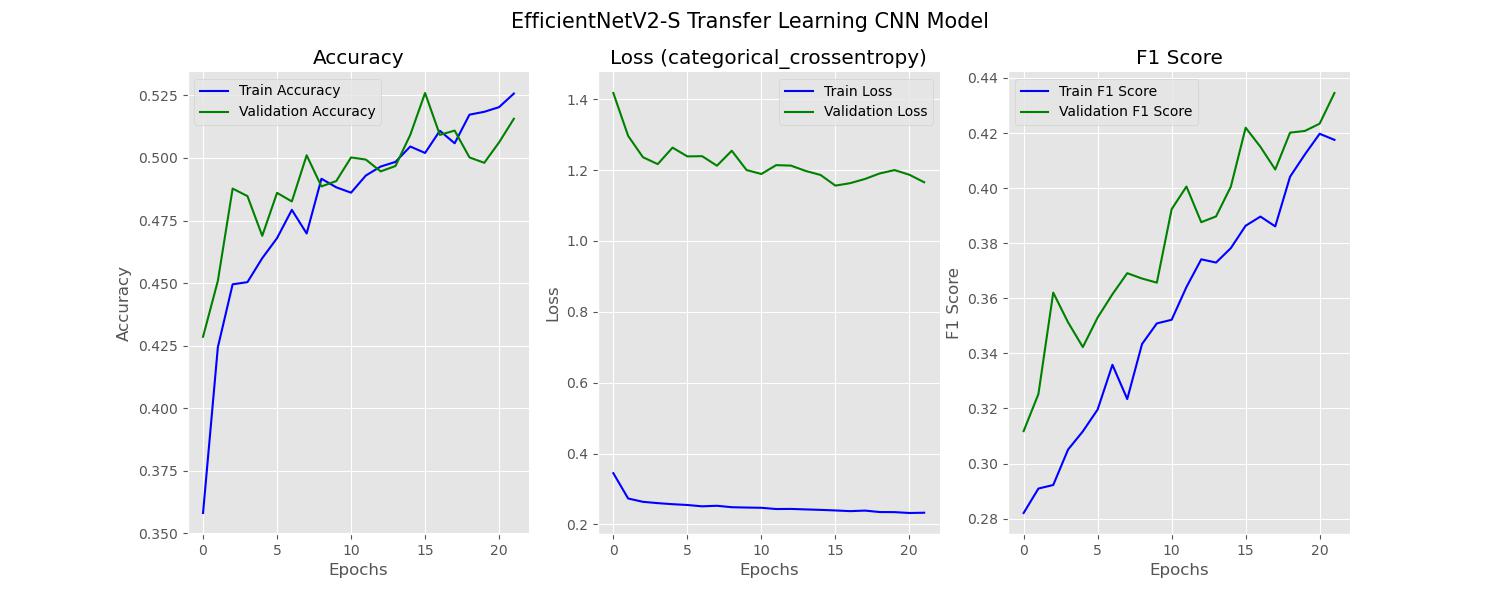 EfficientNetV2-S Transfer Learning CNN Model
Accuracy
Train Accuracy
Validation Accuracy
0.525
0.500
0.475
0.450
0.425
0.400
0.375
0.350
Accuracy
0 5 10 15 20
Epochs
Loss (categorical_crossentropy)
Train Loss
Validation Loss
1.4
1.2
1.0
0.8
0.6
0.4
0.2
Loss
0 5 10 15 20
Epochs
F1 Score
Train F1 Score
Validation F1 Score
0.44
0.42
0.40
0.38
0.36
0.34
0.32
0.30
0.28
F1 Score
0 5 10 15 20
Epochs